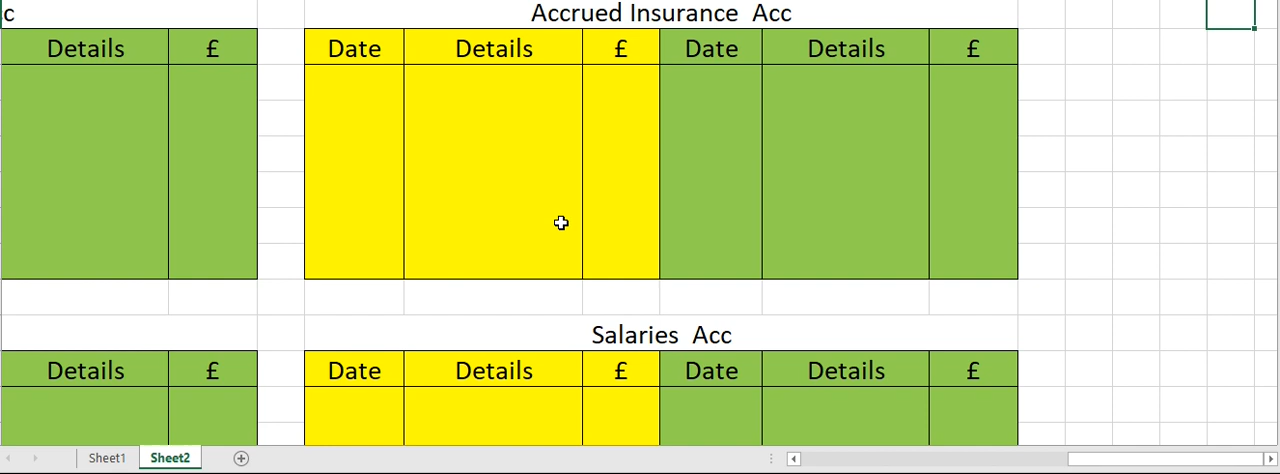 c
Accrued Insurance Acc
Details £ Date Details £ Date Details £
Salaries Acc
Details £ Date Details £ Date Details £
Sheet1 Sheet2